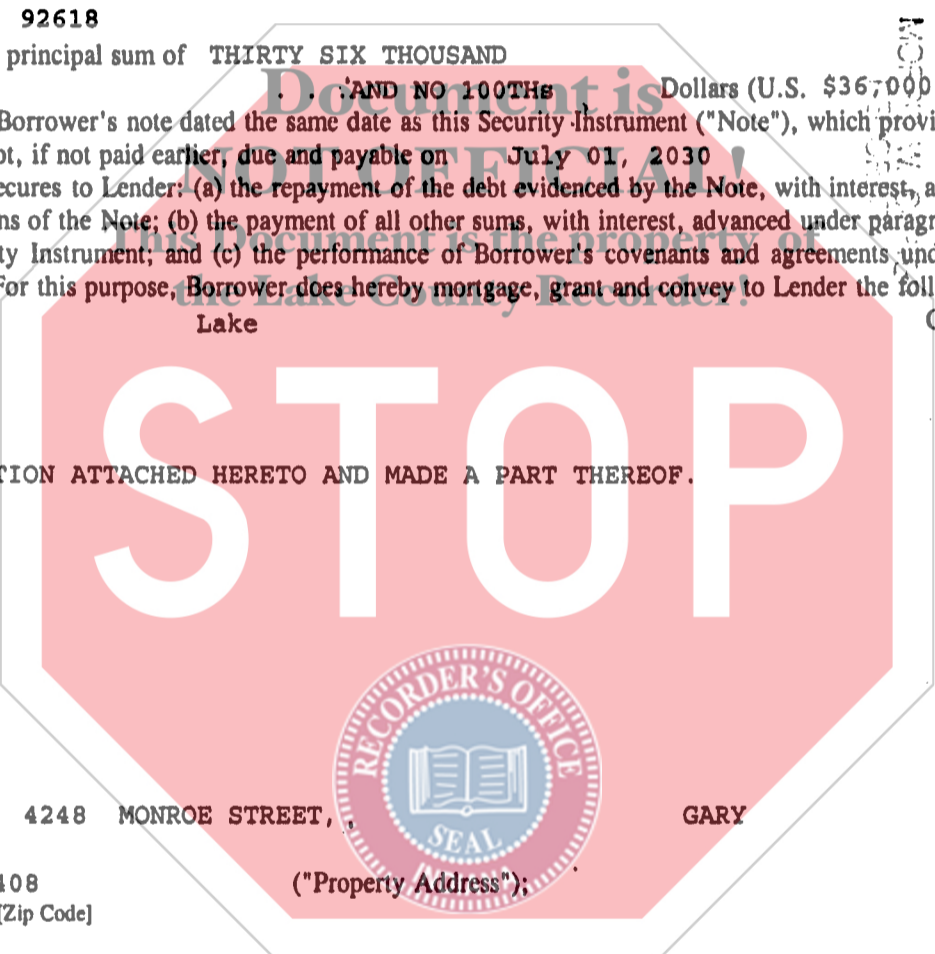 92618
principal sum of THIRTY SIX THOUSAND
Document is
. . . AND NO 100THs Dollars (U.S. $36,000
Borrower's note dated the same date as this Security Instrument ("Note"), which provi
NOT OFFICIAL!
ot, if not paid earlier, due and payable on July 01, 2030
ecures to Lender: (a) the repayment of the debt evidenced by the Note, with interest, a
ns of the Note; (b) the payment of all other sums, with interest, advanced under paragr
This Document is the property of
ty Instrument; and (c) the performance of Borrower's covenants and agreements und
the Lake County Recorder!
For this purpose, Borrower does hereby mortgage, grant and convey to Lender the foll
Lake
TION ATTACHED HERETO AND MADE A PART THEREOF.
STOP
RECORDER'S OFFICE
SEAL
INDIANA
4248 MONROE STREET, GARY
408 ("Property Address");
[Zip Code]